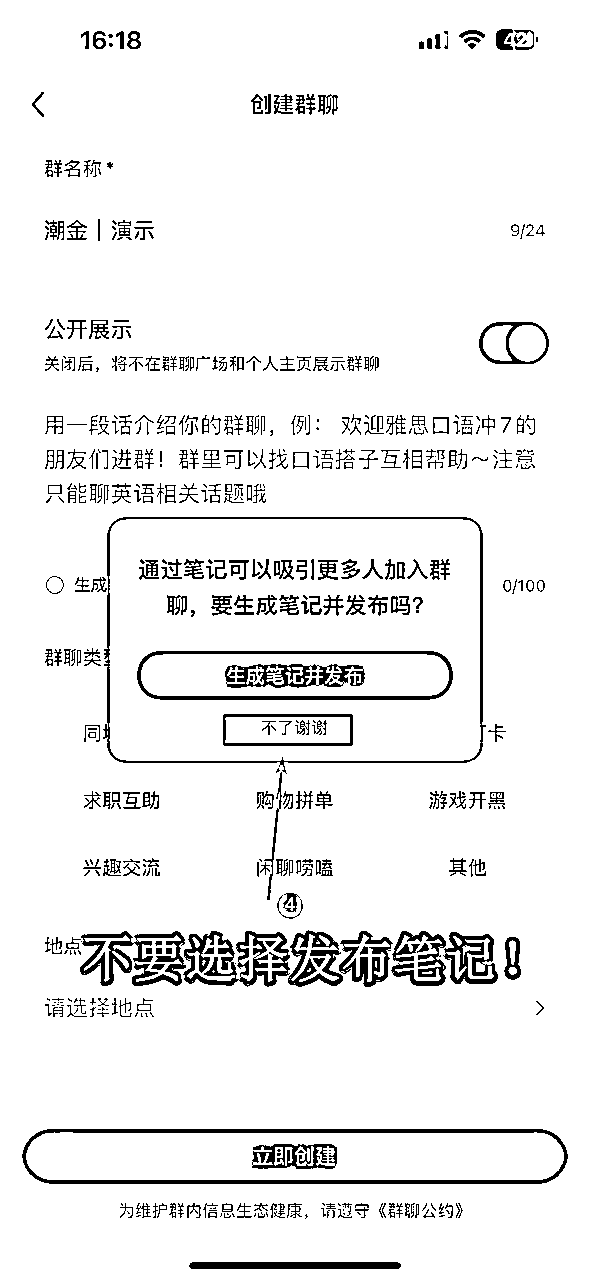 16:18
42
创建群聊
群名称*
潮金｜演示
9/24
公开展示
关闭后，将不在群聊广场和个人主页展示群聊
用一段话介绍你的群聊，例： 欢迎雅思口语冲7的
朋友们进群！群里可以找口语搭子互相帮助～注意
只能聊英语相关话题哦
通过笔记可以吸引更多人加入群
聊，要生成笔记并发布吗？
生成
0/100
生成笔记并发布
群聊类型
不了谢谢
同城
卡
求职互助
购物拼单
游戏开黑
兴趣交流
闲聊唠嗑
其他
④
地点
不要选择发布笔记！
请选择地点
立即创建
为维护群内信息生态健康，请遵守《群聊公约》